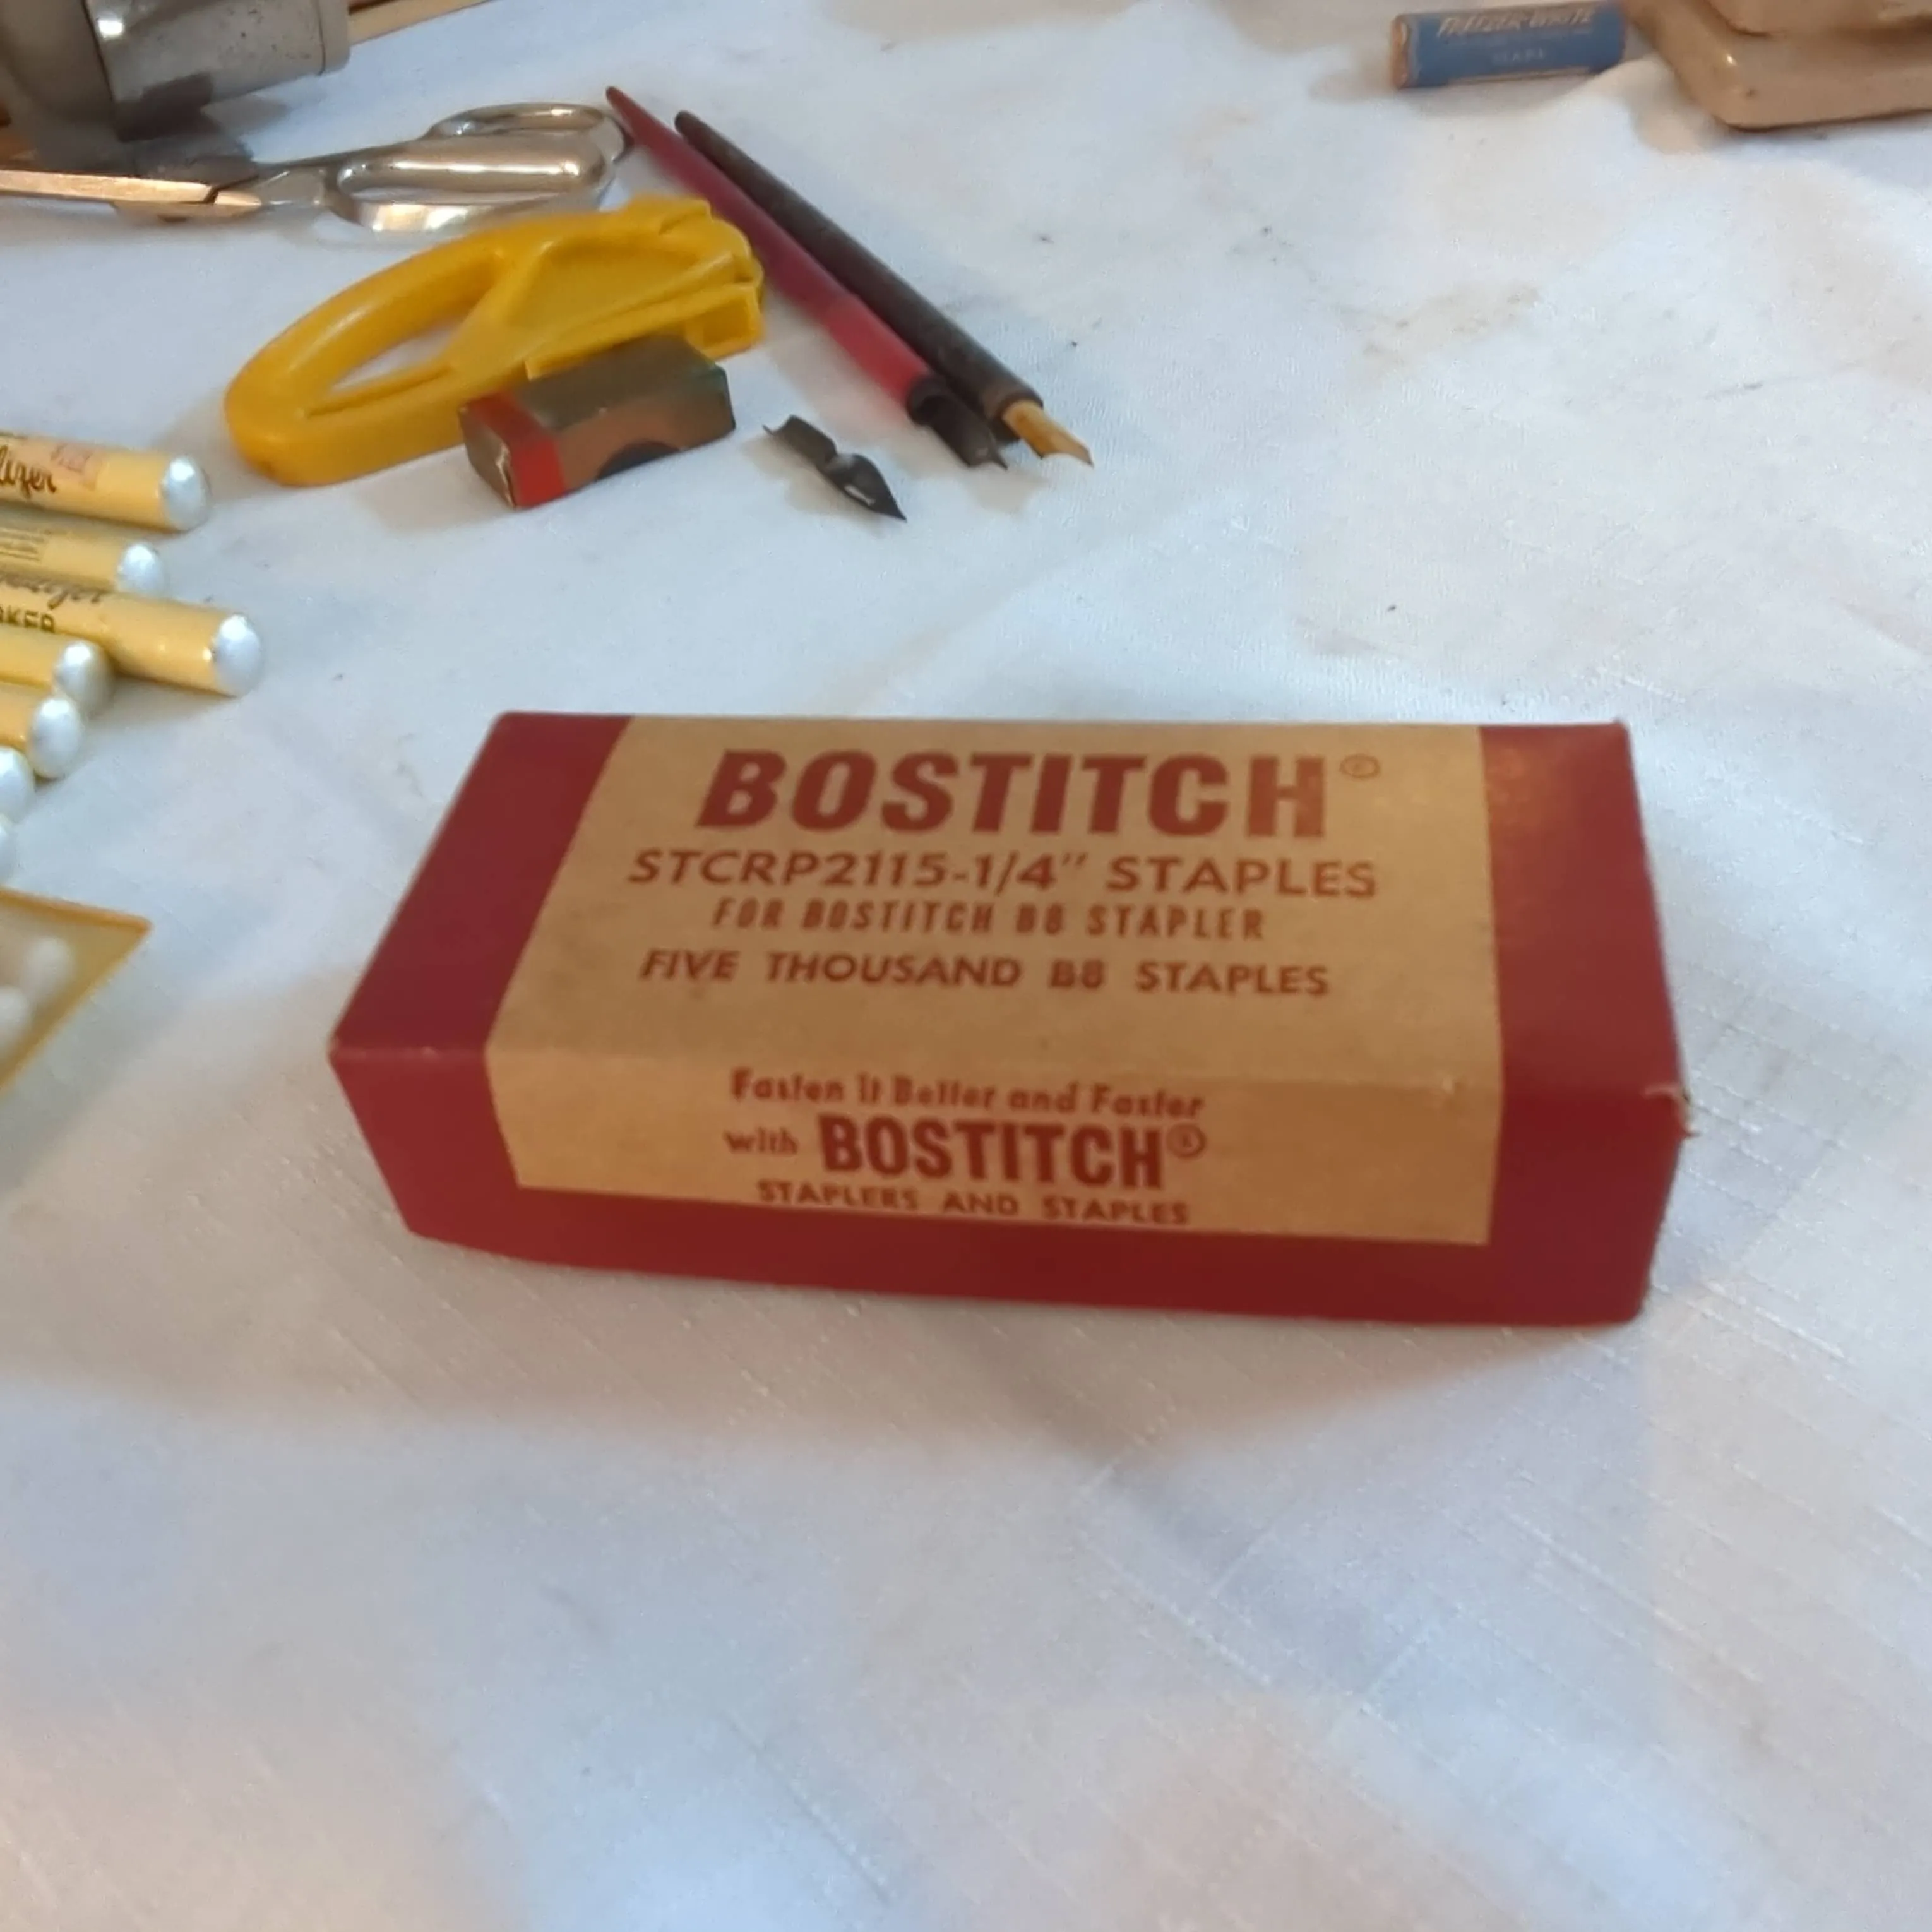 BOSTITCH®
STCRP2115-1/4" STAPLES
FOR BOSTITCH B8 STAPLER
FIVE THOUSAND B8 STAPLES
Fasten it Better and Faster
with BOSTITCH®
STAPLERS AND STAPLES